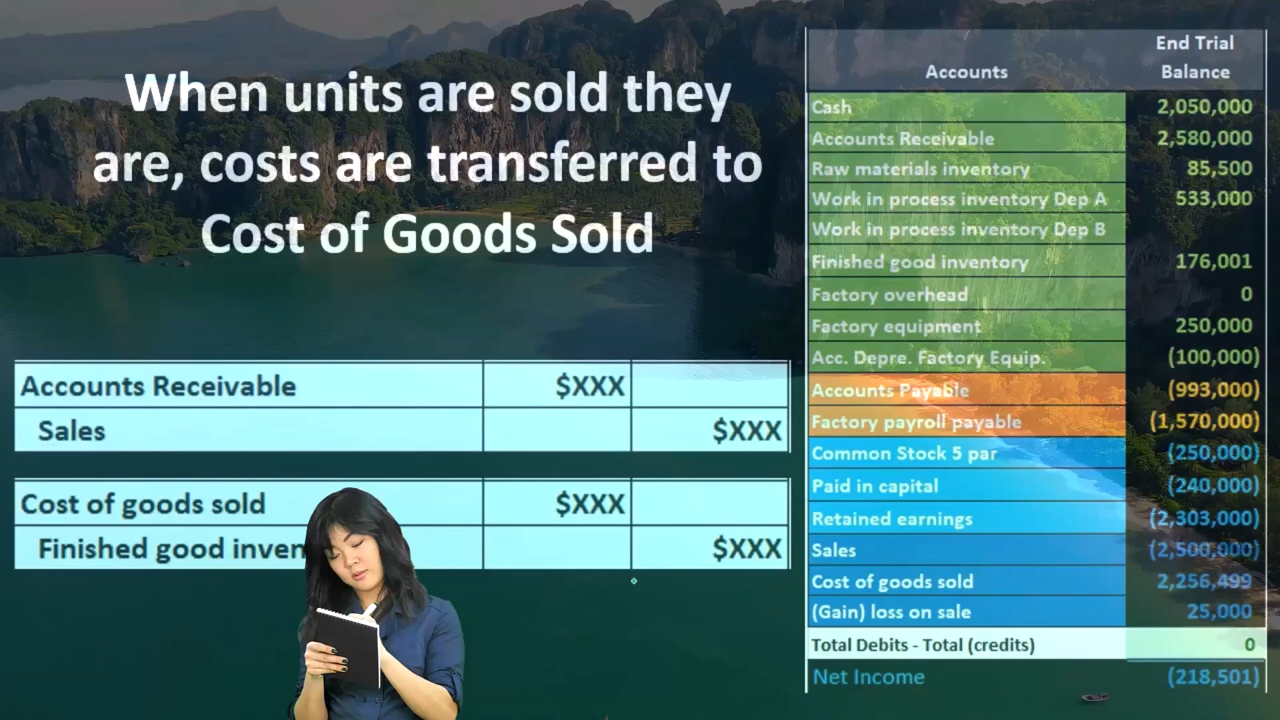 When units are sold they
are, costs are transferred to
Cost of Goods Sold
Accounts Receivable $XXX
Sales $XXX
Cost of goods sold $XXX
Finished good inven $XXX
Accounts End Trial Balance
Cash 2,050,000
Accounts Receivable 2,580,000
Raw materials inventory 85,500
Work in process inventory Dep A 533,000
Work in process inventory Dep B
Finished good inventory 176,001
Factory overhead 0
Factory equipment 250,000
Acc. Depre. Factory Equip. (100,000)
Accounts Payable (993,000)
Factory payroll payable (1,570,000)
Common Stock 5 par (250,000)
Paid in capital (240,000)
Retained earnings (2,303,000)
Sales (2,500,000)
Cost of goods sold 2,256,499
(Gain) loss on sale 25,000
Total Debits - Total (credits) 0
Net Income (218,501)